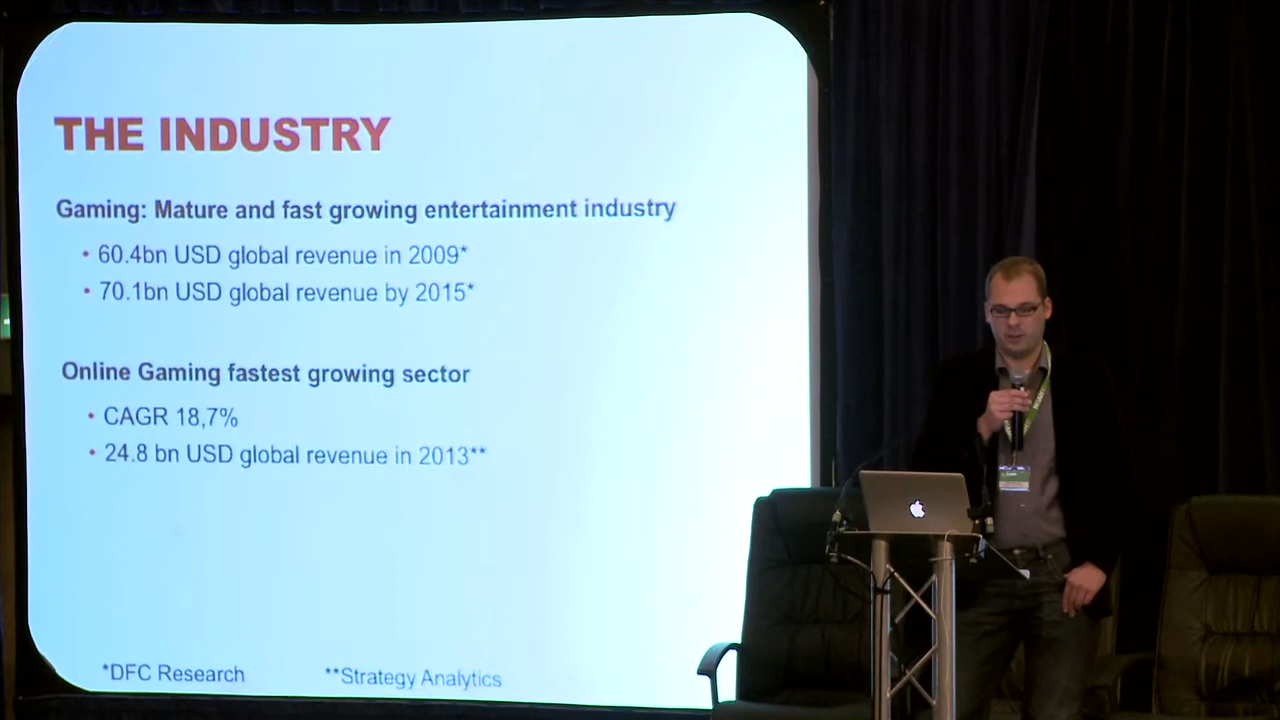 THE INDUSTRY
Gaming: Mature and fast growing entertainment industry
• 60.4bn USD global revenue in 2009*
• 70.1bn USD global revenue by 2015*
Online Gaming fastest growing sector
• CAGR 18,7%
• 24.8 bn USD global revenue in 2013**
*DFC Research **Strategy Analytics